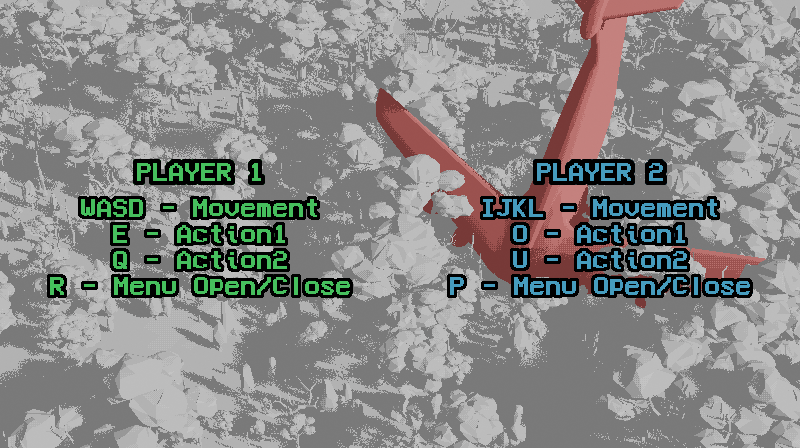 PLAYER 1
WASD - Movement
E - Action1
Q - Action2
R - Menu Open/Close
PLAYER 2
IJKL - Movement
O - Action1
U - Action2
P - Menu Open/Close